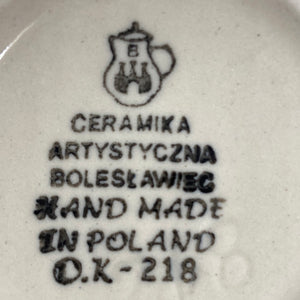 B
CERAMIKA
ARTYSTYCZNA
BOLESŁAWIEC
HAND MADE
IN POLAND
D.K-218